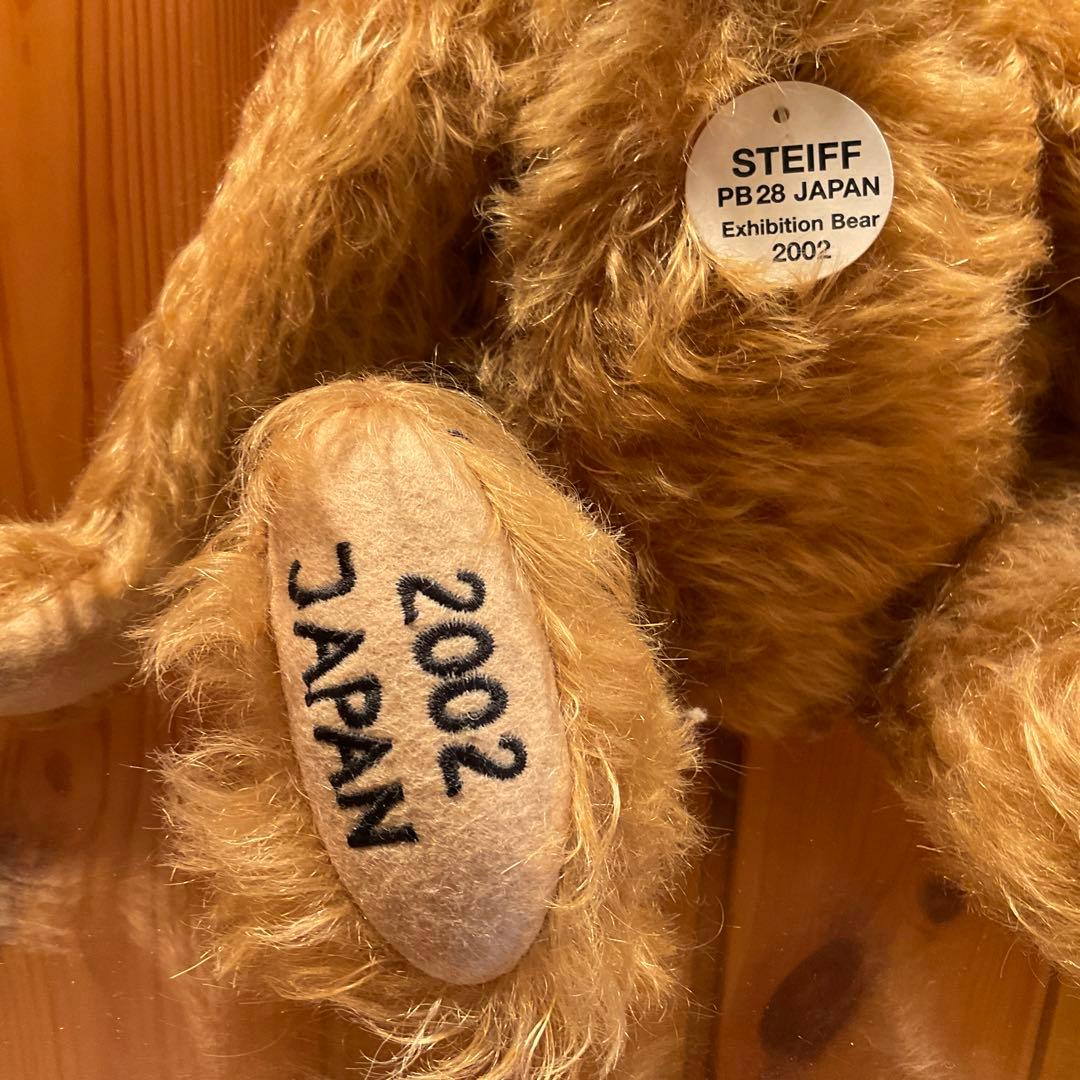 STEIFF
PB28 JAPAN
Exhibition Bear
2002
2002
JAPAN